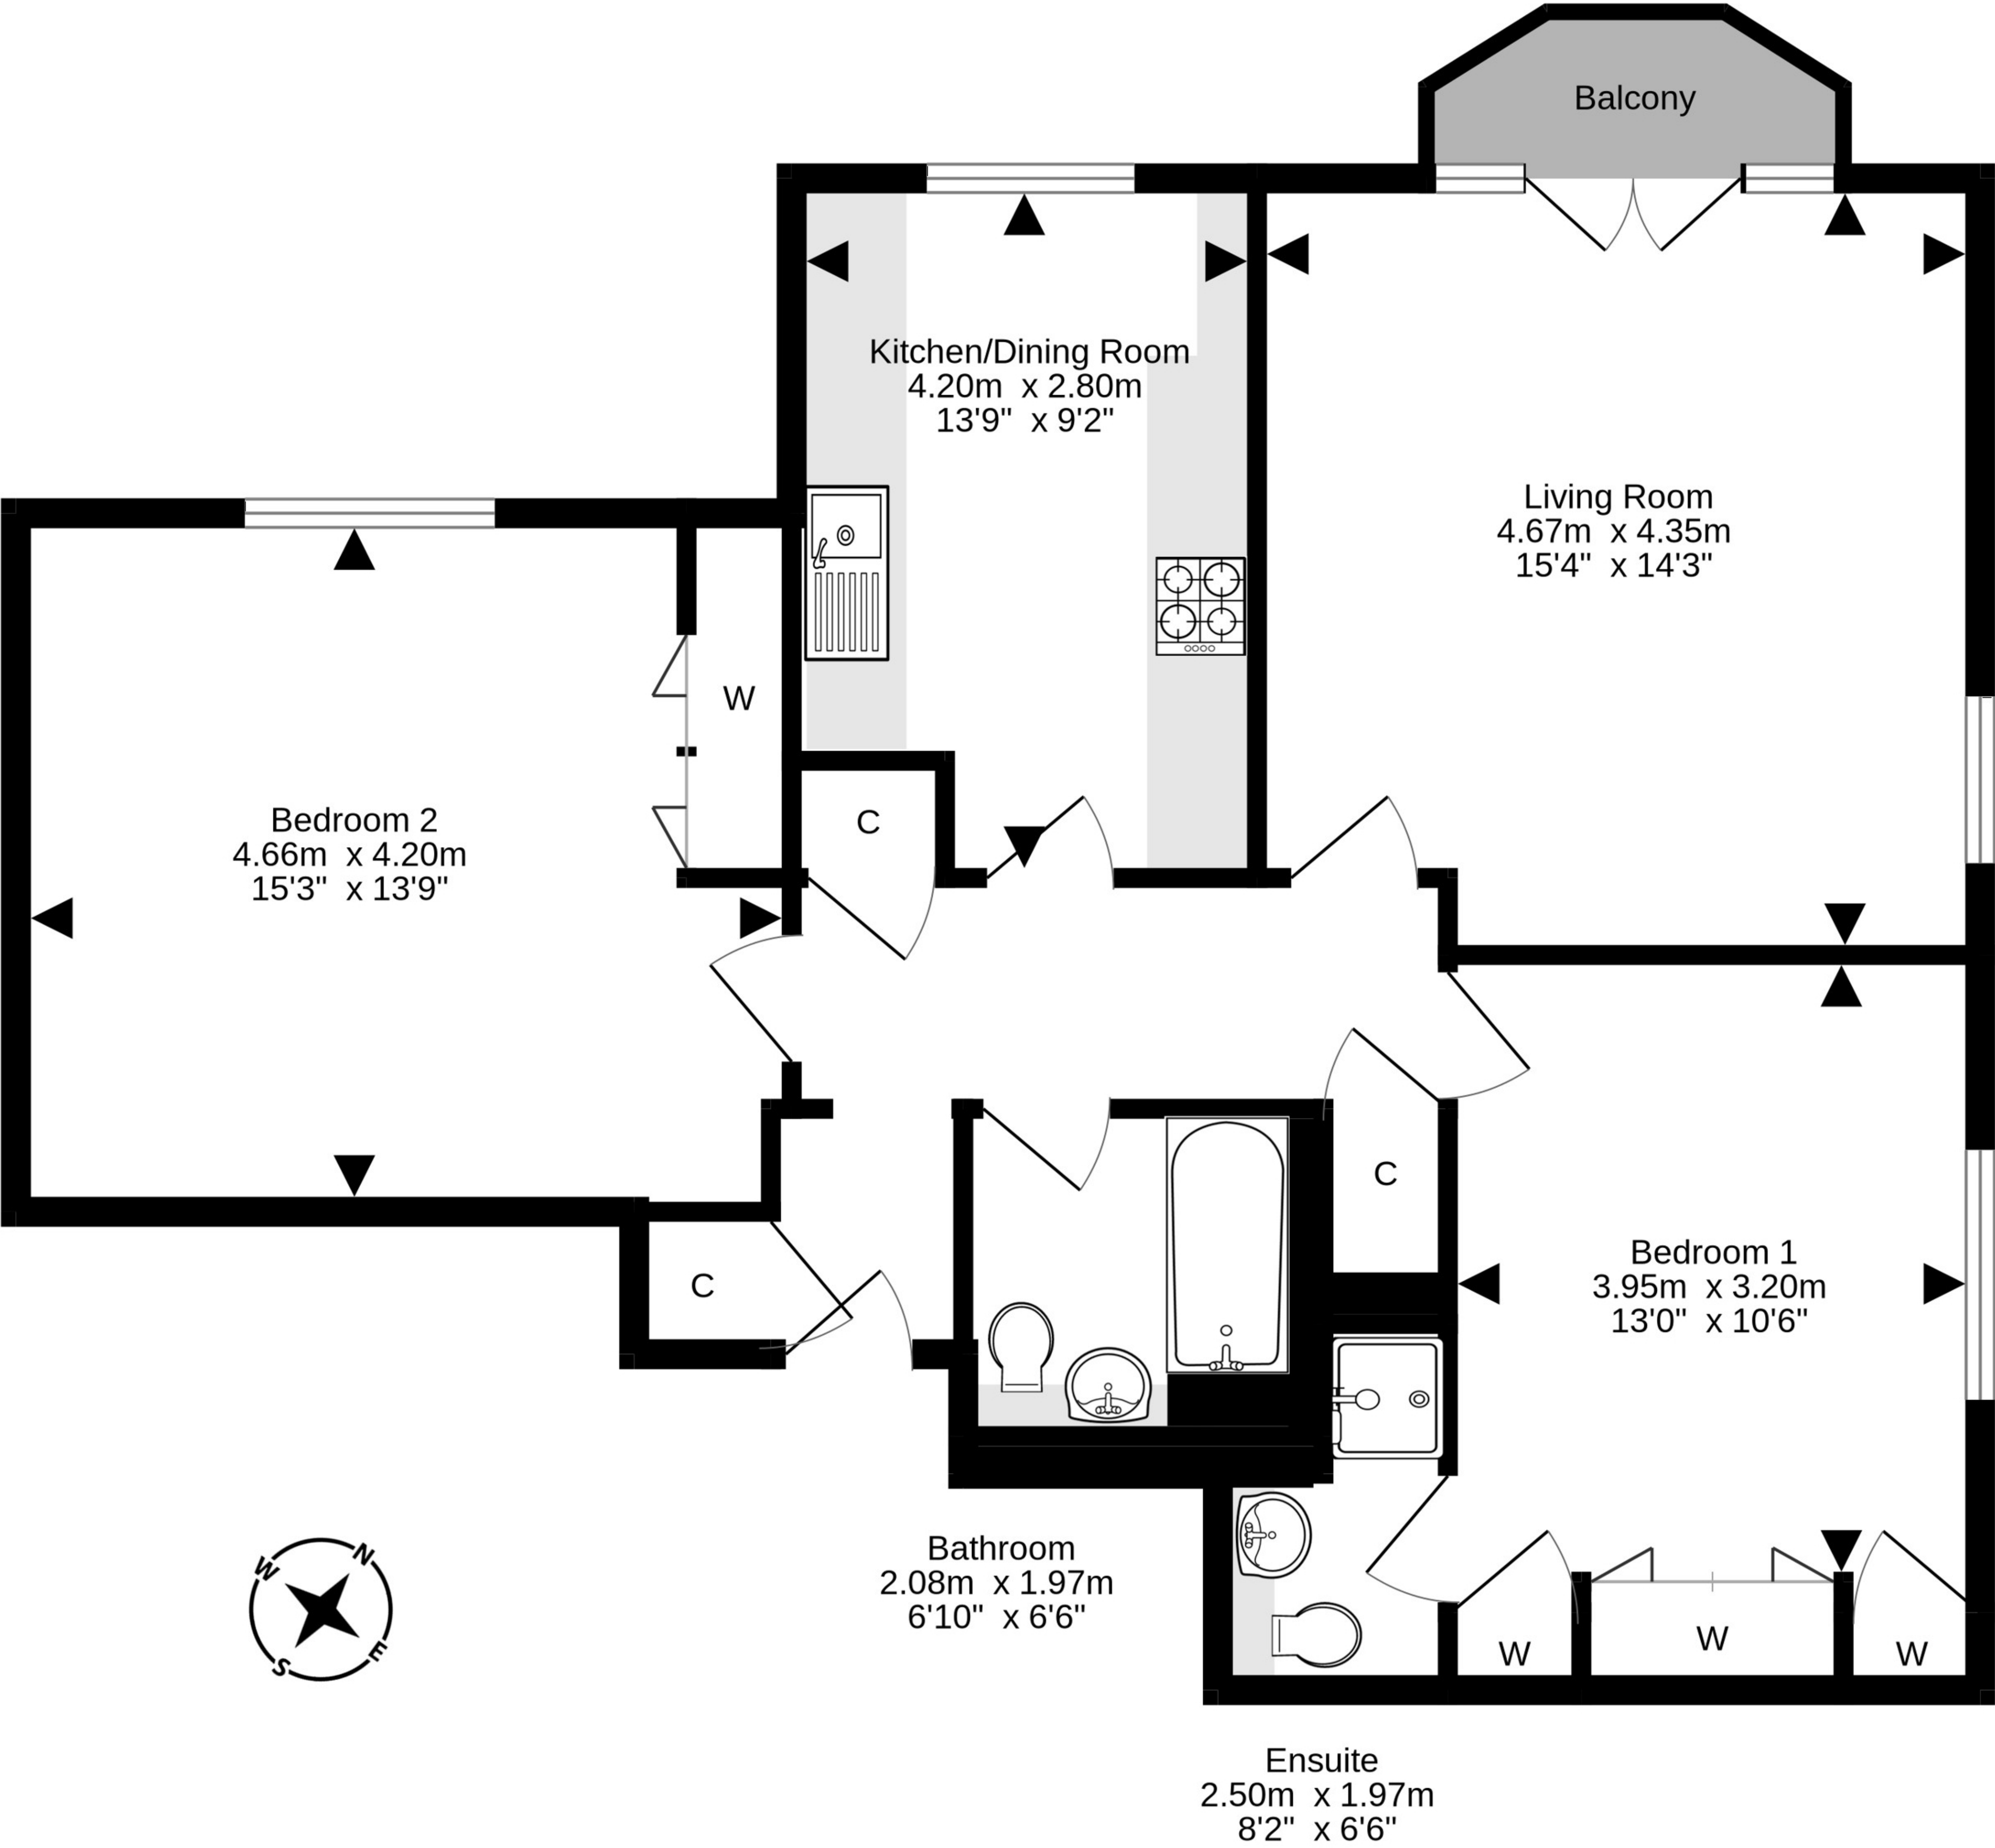 Balcony
Kitchen/Dining Room
4.20m x 2.80m
13'9" x 9'2"
Living Room
4.67m x 4.35m
15'4" x 14'3"
W
Bedroom 2
4.66m x 4.20m
15'3" x 13'9"
C
C
C
Bedroom 1
3.95m x 3.20m
13'0" x 10'6"
Bathroom
2.08m x 1.97m
6'10" x 6'6"
W
W
W
N
W
E
S
Ensuite
2.50m x 1.97m
8'2" x 6'6"